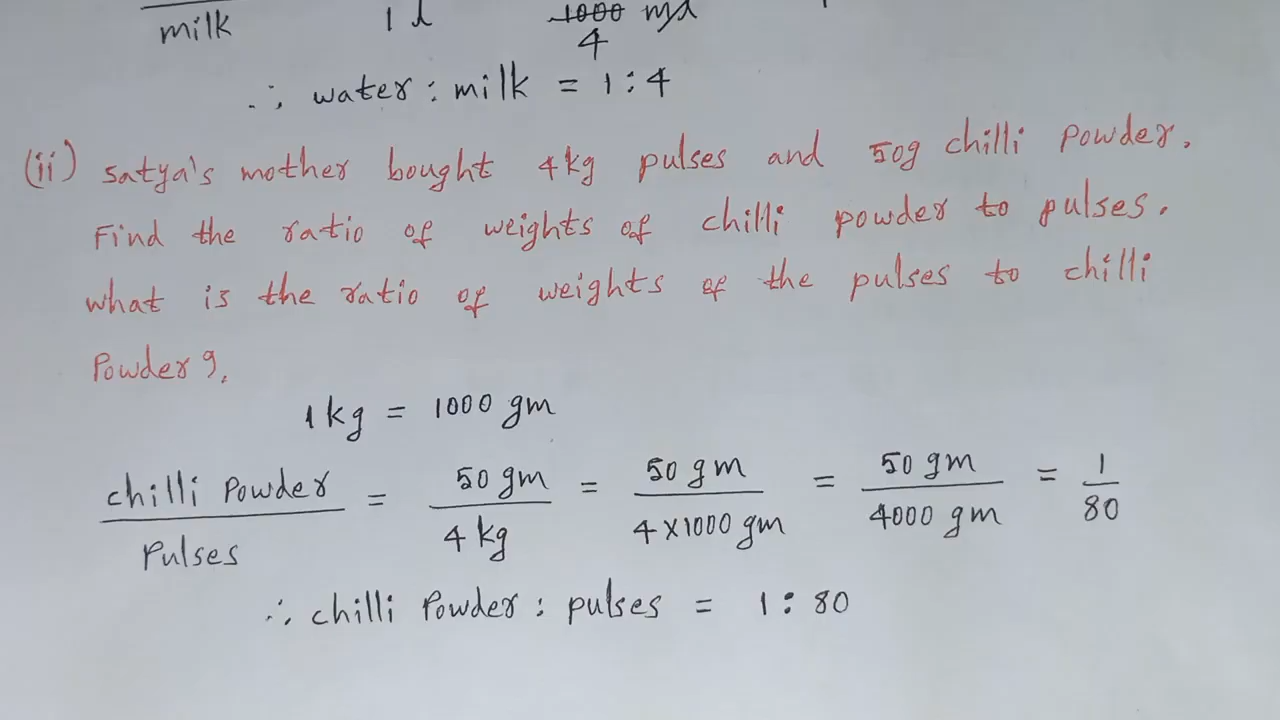 milk 1 l 1000 ml
4
∴ water : milk = 1 : 4
(ii) Satya's mother bought 4kg pulses and 50g chilli powder.
Find the ratio of weights of chilli powder to pulses.
what is the ratio of weights of the pulses to chilli
Powder ?.
1 kg = 1000 gm
chilli Powder / Pulses = 50 gm / 4 kg = 50 gm / 4 x 1000 gm = 50 gm / 4000 gm = 1 / 80
∴ chilli Powder : pulses = 1 : 80